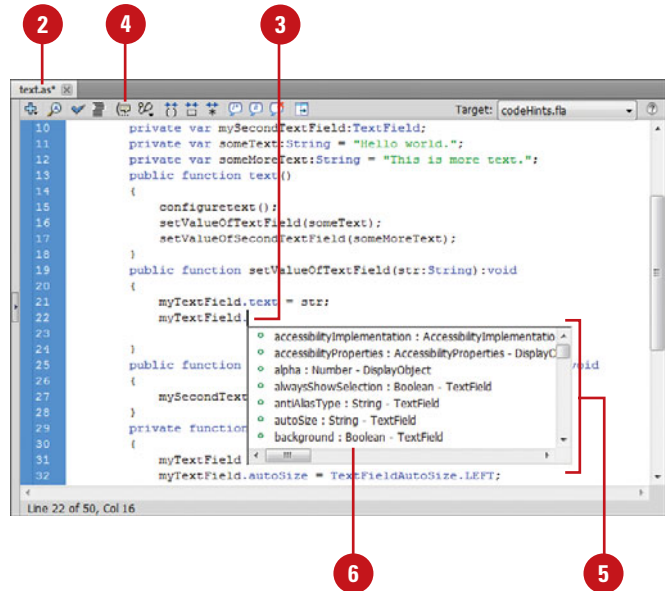 2
4
3
text.as*
Target: codeHints.fla
10 private var mySecondTextField:TextField;
11 private var someText:String = "Hello world.";
12 private var someMoreText:String = "This is more text.";
13 public function text()
14 {
15 configuretext();
16 setValueOfTextField(someText);
17 setValueOfSecondTextField(someMoreText);
18 }
19 public function setValueOfTextField(str:String):void
20 {
21 myTextField.text = str;
22 myTextField.
23
24 }
25 public function void
26 {
27 mySecondText
28 }
29 private function
30 {
31 myTextField
32 myTextField.autoSize = TextFieldAutoSize.LEFT;
accessibilityImplementation : AccessibilityImplementatio
accessibilityProperties : AccessibilityProperties - DisplayC
alpha : Number - DisplayObject
alwaysShowSelection : Boolean - TextField
antiAliasType : String - TextField
autoSize : String - TextField
background : Boolean - TextField
Line 22 of 50, Col 16
6
5